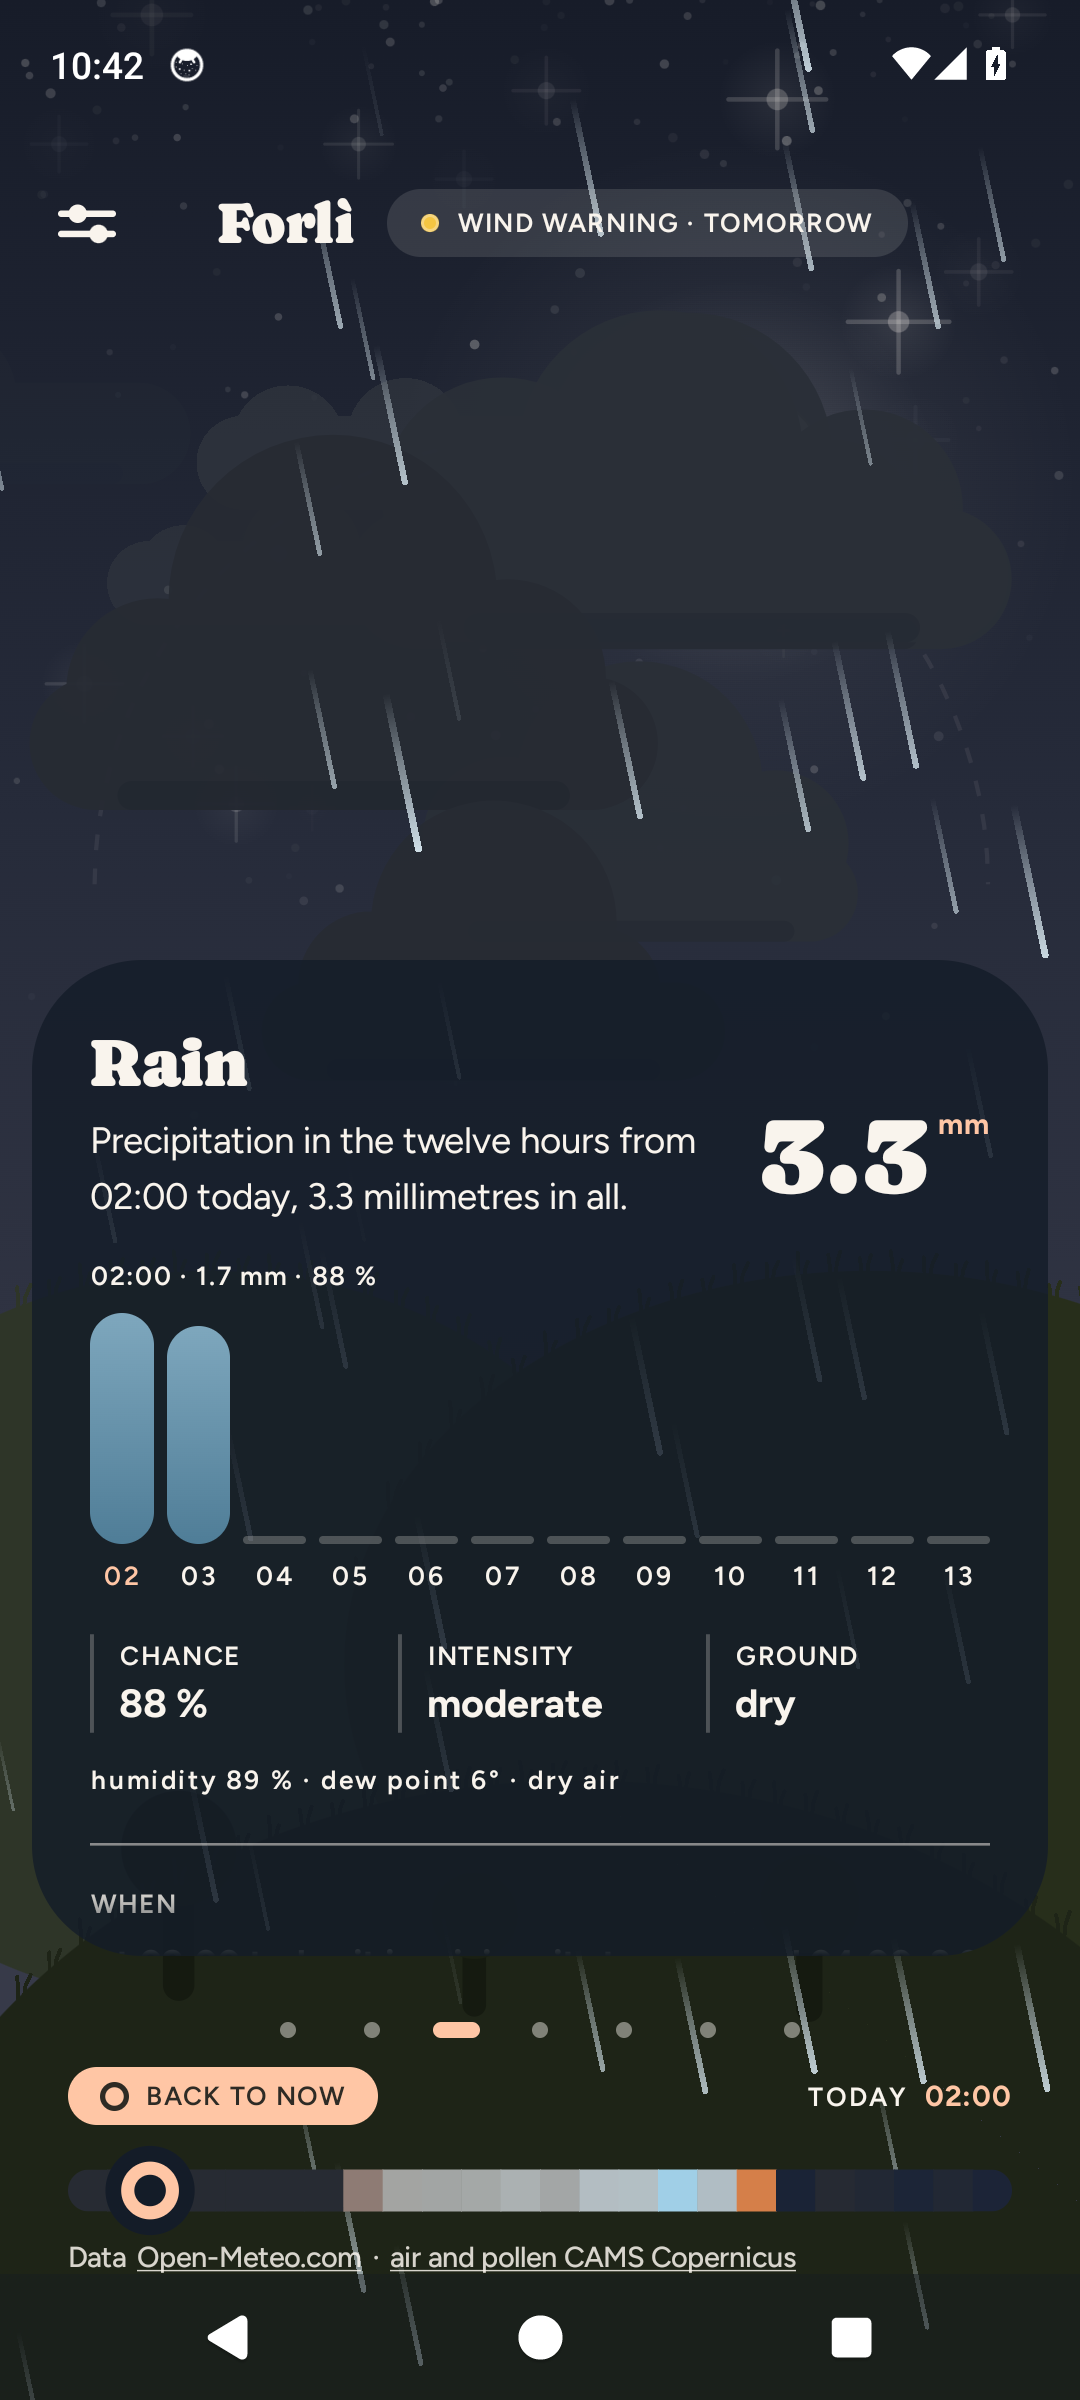 10:42
Forlì
WIND WARNING · TOMORROW
Rain
Precipitation in the twelve hours from
02:00 today, 3.3 millimetres in all.
3.3 mm
02:00 · 1.7 mm · 88 %
02 03 04 05 06 07 08 09 10 11 12 13
CHANCE INTENSITY GROUND
88 % moderate dry
humidity 89 % · dew point 6° · dry air
WHEN
BACK TO NOW
TODAY 02:00
Data Open-Meteo.com · air and pollen CAMS Copernicus